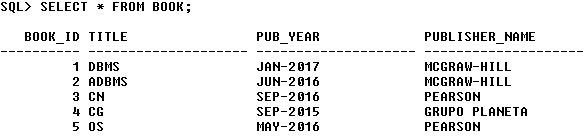 SQL> SELECT * FROM BOOK;
BOOK_ID TITLE PUB_YEAR PUBLISHER_NAME
---------- -------------------- -------------------- --------------------
1 DBMS JAN-2017 MCGRAW-HILL
2 ADBMS JUN-2016 MCGRAW-HILL
3 CN SEP-2016 PEARSON
4 CG SEP-2015 GRUPO PLANETA
5 OS MAY-2016 PEARSON